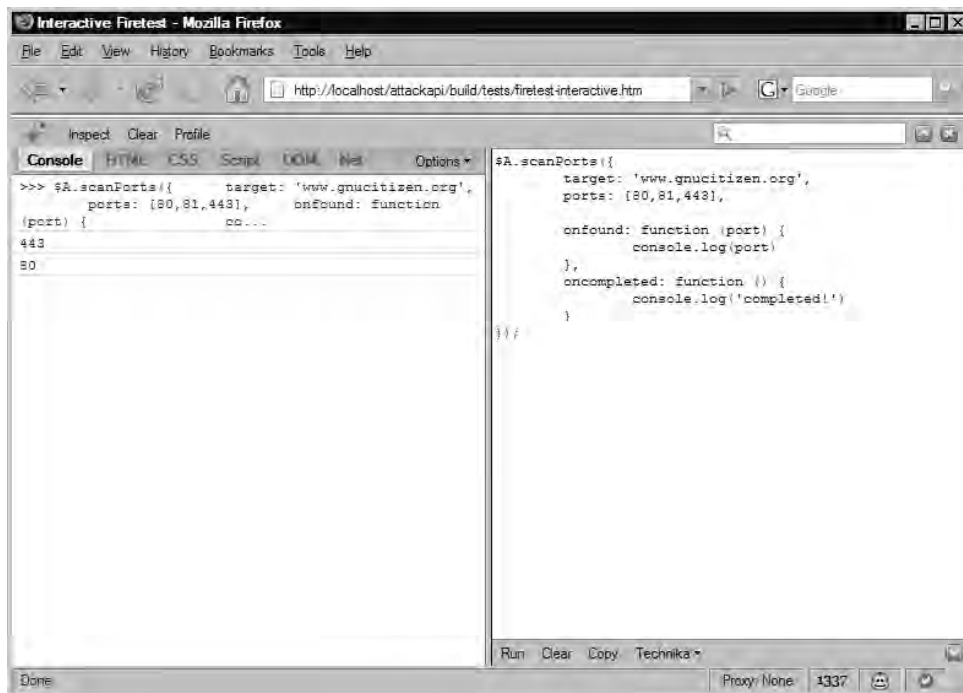 Interactive Firetest - Mozilla Firefox
File Edit View History Bookmarks Tools Help
http://localhost/attackapi/build/tests/firetest-interactive.htm
G Google
Inspect Clear Profile
Console HTML CSS Script DOM Net Options
>>> $A.scanPorts({ target: 'www.gnucitizen.org',
ports: [80,81,443], onfound: function
(port) { co...
443
80
$A.scanPorts({
target: 'www.gnucitizen.org',
ports: [80,81,443],
onfound: function (port) {
console.log(port)
},
oncompleted: function () {
console.log('completed!')
}
});
Run Clear Copy Technika
Done
Proxy: None 1337